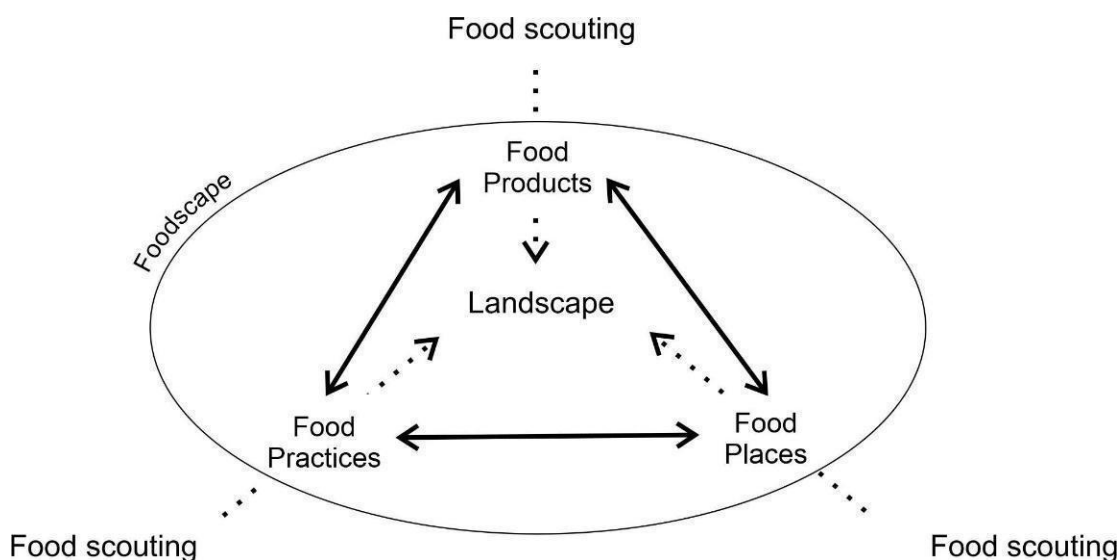 Food scouting
Foodscape
Food
Products
Landscape
Food
Practices
Food
Places
Food scouting
Food scouting